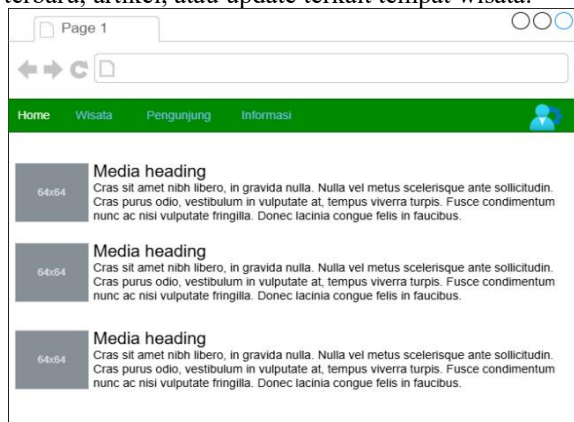 terbaru, artikel, atau update terkait tempat wisata.
Page 1
Home Wisata Pengunjung Informasi
Media heading
64x64
Cras sit amet nibh libero, in gravida nulla. Nulla vel metus scelerisque ante sollicitudin.
Cras purus odio, vestibulum in vulputate at, tempus viverra turpis. Fusce condimentum
nunc ac nisi vulputate fringilla. Donec lacinia congue felis in faucibus.
Media heading
64x64
Cras sit amet nibh libero, in gravida nulla. Nulla vel metus scelerisque ante sollicitudin.
Cras purus odio, vestibulum in vulputate at, tempus viverra turpis. Fusce condimentum
nunc ac nisi vulputate fringilla. Donec lacinia congue felis in faucibus.
Media heading
64x64
Cras sit amet nibh libero, in gravida nulla. Nulla vel metus scelerisque ante sollicitudin.
Cras purus odio, vestibulum in vulputate at, tempus viverra turpis. Fusce condimentum
nunc ac nisi vulputate fringilla. Donec lacinia congue felis in faucibus.